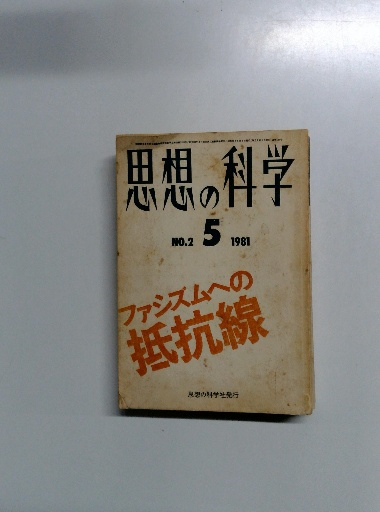 思想の科学
NO.2 5 1981
ファシズムへの
抵抗線
思想の科学社発行